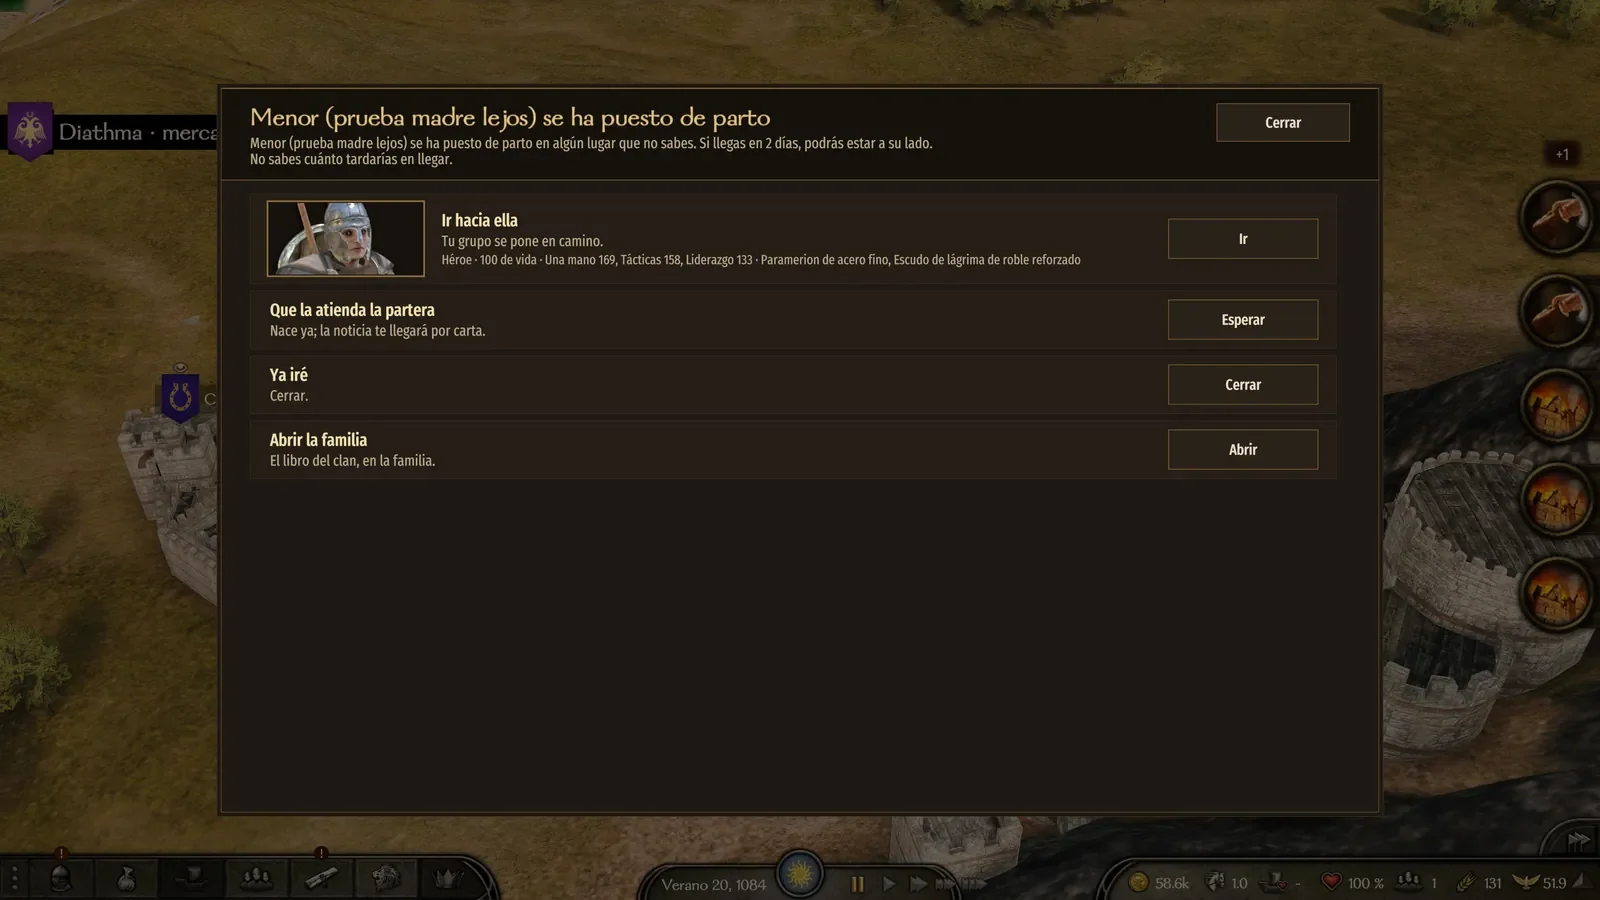 Menor (prueba madre lejos) se ha puesto de parto
Menor (prueba madre lejos) se ha puesto de parto en algún lugar que no sabes. Si llegas en 2 días, podrás estar a su lado.
No sabes cuánto tardarías en llegar.
Cerrar
Diathma · merca
+1
Ir hacia ella
Tu grupo se pone en camino.
Héroe · 100 de vida · Una mano 169, Tácticas 158, Liderazgo 133 · Paramerion de acero fino, Escudo de lágrima de roble reforzado
Ir
Que la atienda la partera
Nace ya; la noticia te llegará por carta.
Esperar
Ya iré
Cerrar.
Cerrar
C
Abrir la familia
El libro del clan, en la familia.
Abrir
! !
Verano 20, 1084
58.6k 1.0 - 100 % 1 131 51.9